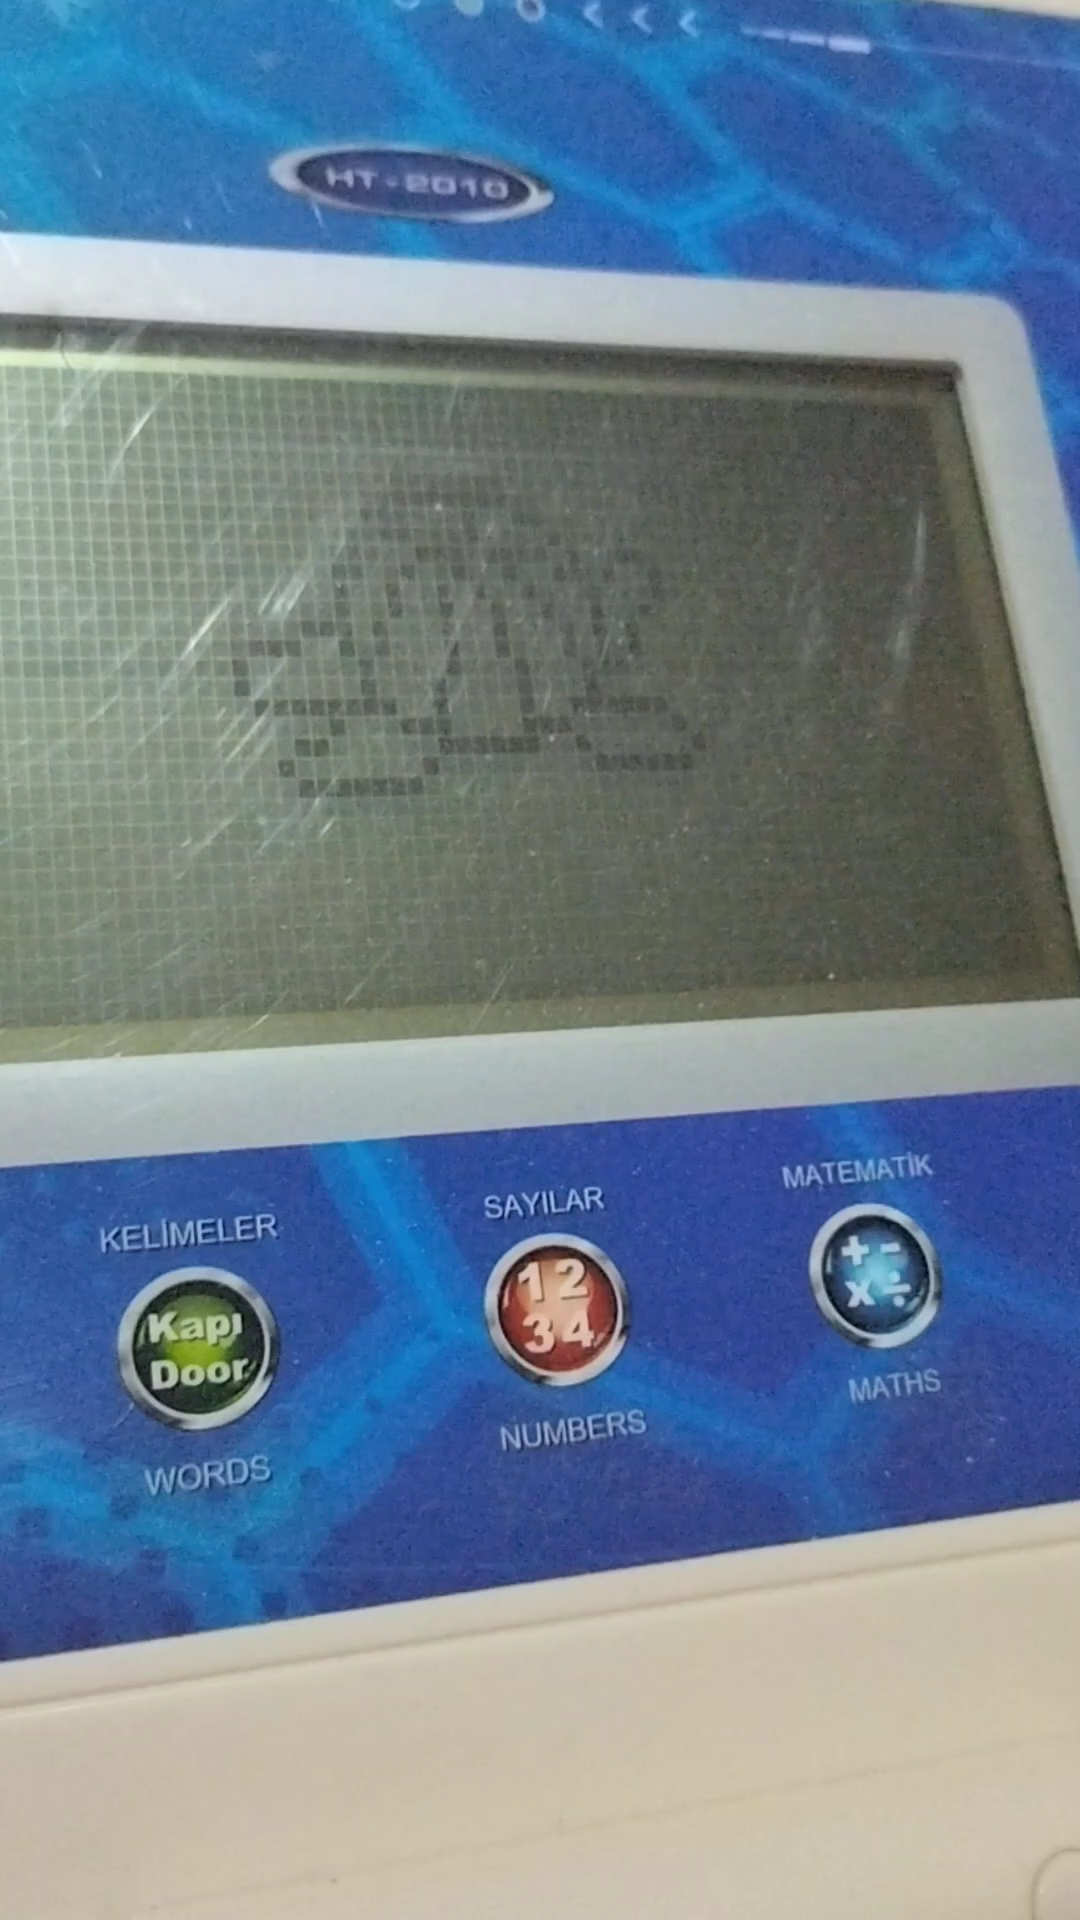 HT-2010
KELİMELER
SAYILAR
MATEMATİK
Kapı
Door
1 2
3 4
+ -
x ÷
WORDS
NUMBERS
MATHS